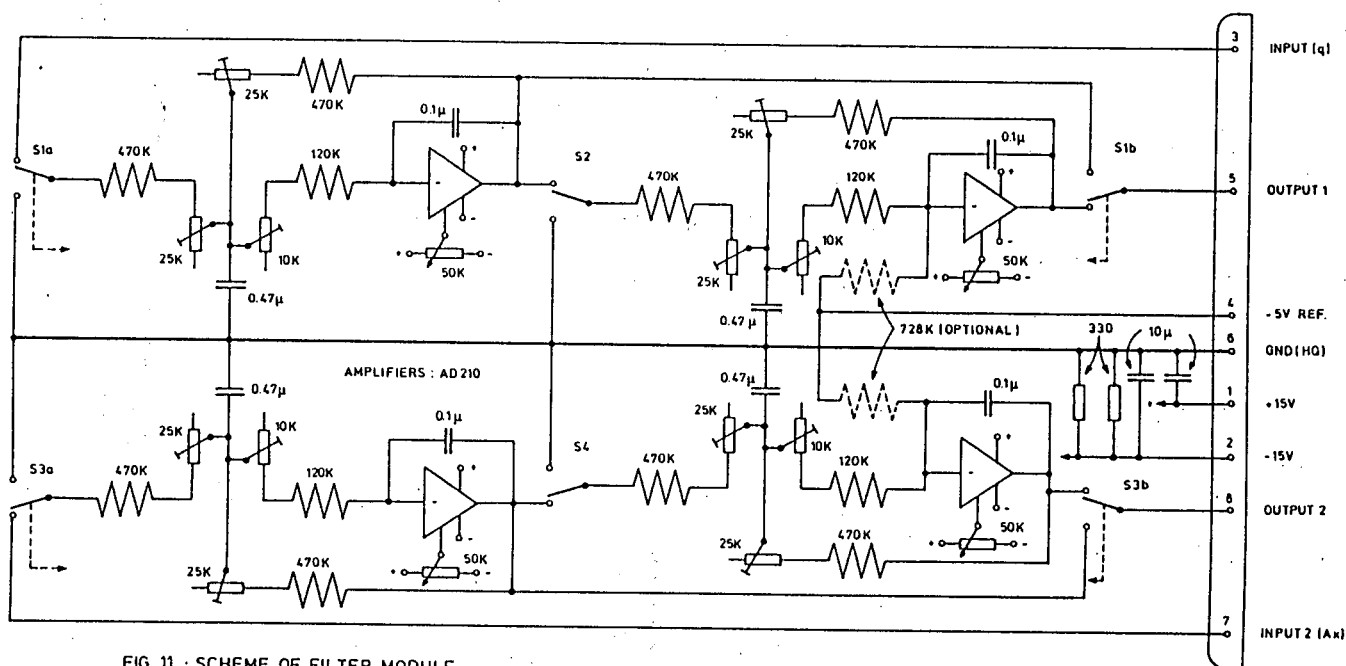 3 INPUT (q)
25K
470K
0.1µ
25K
470K
0.1µ
S1a
470K
120K
S2
470K
120K
S1b
5 OUTPUT 1
+
-
-
+
-
-
25K
10K
+ 50K -
25K
10K
+ 50K -
0.47µ
0.47µ
728K (OPTIONAL)
4 -5V REF.
330
10µ
6 GND (HQ)
AMPLIFIERS : AD 210
0.47µ
0.47µ
0.1µ
1 +15V
+
25K
10K
0.1µ
25K
10K
2 -15V
-
S3a
470K
120K
+
-
-
S4
470K
120K
+
-
-
S3b
8 OUTPUT 2
25K
470K
+ 50K -
25K
470K
+ 50K -
7 INPUT 2 (Ax)
FIG. 11 : SCHEME OF FILTER MODULE